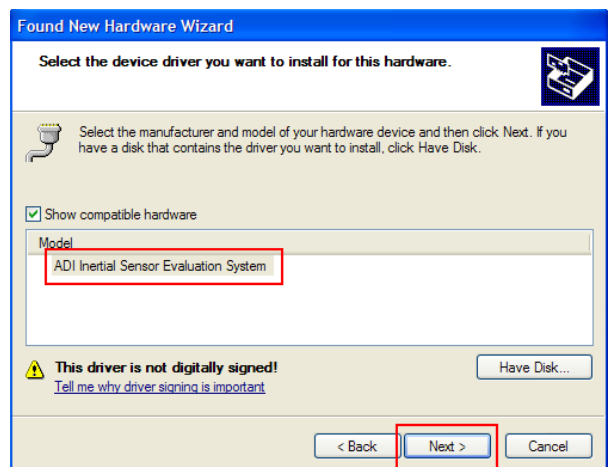 Found New Hardware Wizard
Select the device driver you want to install for this hardware.
Select the manufacturer and model of your hardware device and then click Next. If you
have a disk that contains the driver you want to install, click Have Disk.
Show compatible hardware
Model
ADI Inertial Sensor Evaluation System
This driver is not digitally signed!
Tell me why driver signing is important
Have Disk...
< Back
Next >
Cancel